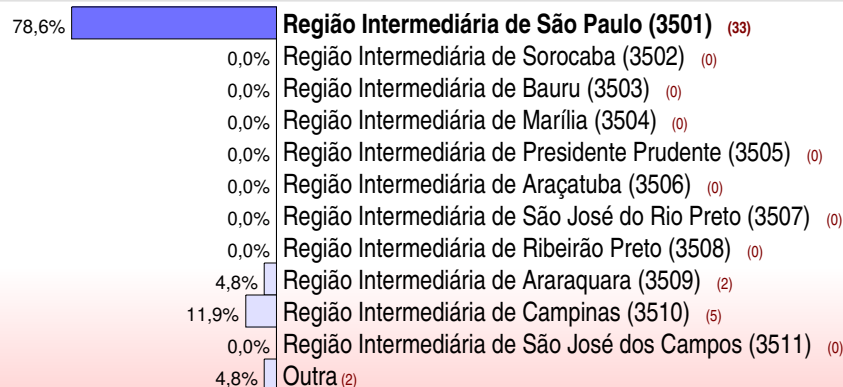 78,6% Região Intermediária de São Paulo (3501) (33)
0,0% Região Intermediária de Sorocaba (3502) (0)
0,0% Região Intermediária de Bauru (3503) (0)
0,0% Região Intermediária de Marília (3504) (0)
0,0% Região Intermediária de Presidente Prudente (3505) (0)
0,0% Região Intermediária de Araçatuba (3506) (0)
0,0% Região Intermediária de São José do Rio Preto (3507) (0)
0,0% Região Intermediária de Ribeirão Preto (3508) (0)
4,8% Região Intermediária de Araraquara (3509) (2)
11,9% Região Intermediária de Campinas (3510) (5)
0,0% Região Intermediária de São José dos Campos (3511) (0)
4,8% Outra (2)